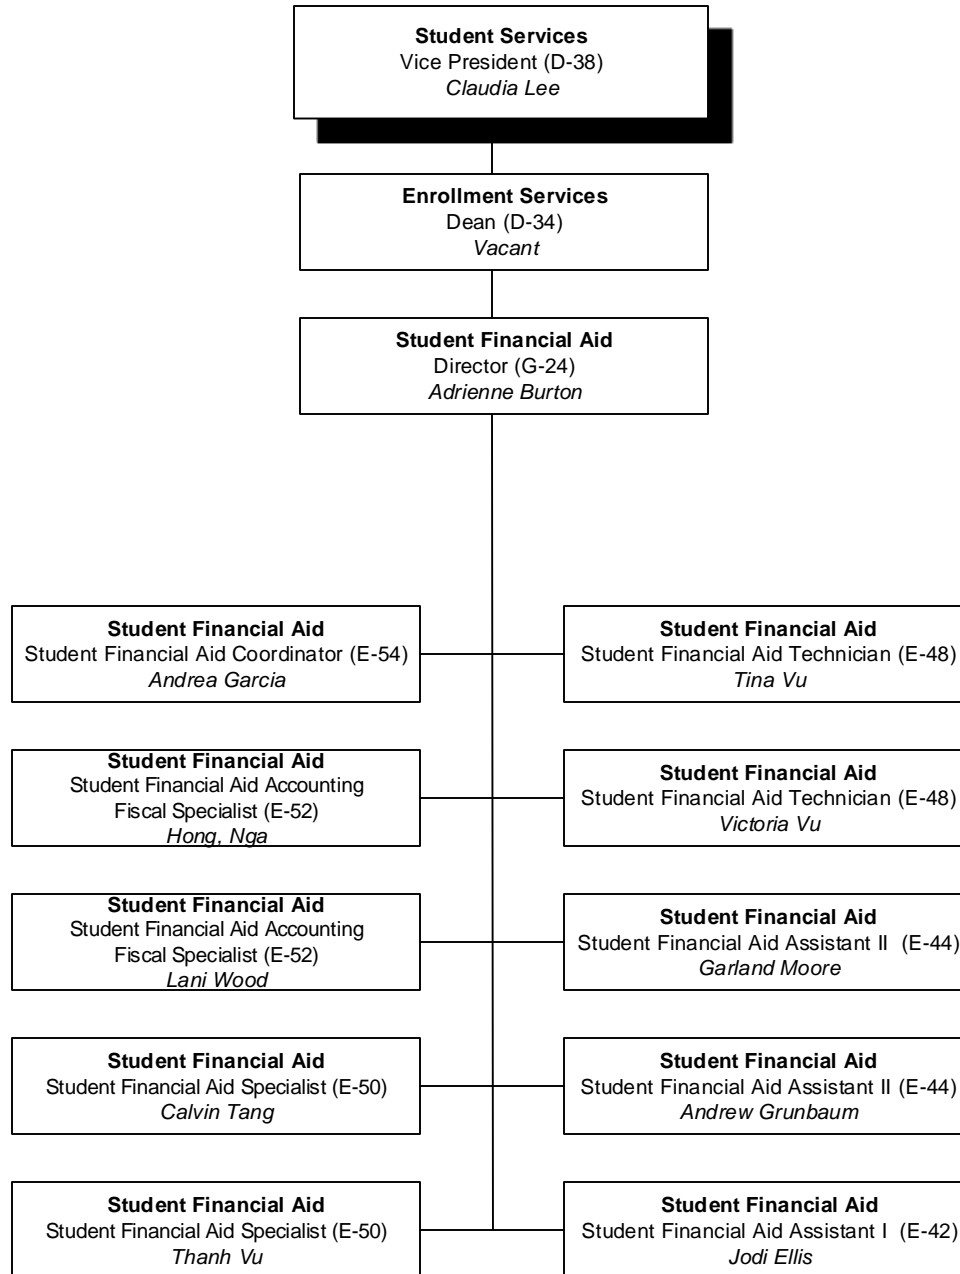 Student Services
Vice President (D-38)
Claudia Lee
Enrollment Services
Dean (D-34)
Vacant
Student Financial Aid
Director (G-24)
Adrienne Burton
Student Financial Aid
Student Financial Aid Coordinator (E-54)
Andrea Garcia
Student Financial Aid
Student Financial Aid Technician (E-48)
Tina Vu
Student Financial Aid
Student Financial Aid Accounting
Fiscal Specialist (E-52)
Hong, Nga
Student Financial Aid
Student Financial Aid Technician (E-48)
Victoria Vu
Student Financial Aid
Student Financial Aid Accounting
Fiscal Specialist (E-52)
Lani Wood
Student Financial Aid
Student Financial Aid Assistant II (E-44)
Garland Moore
Student Financial Aid
Student Financial Aid Specialist (E-50)
Calvin Tang
Student Financial Aid
Student Financial Aid Assistant II (E-44)
Andrew Grunbaum
Student Financial Aid
Student Financial Aid Specialist (E-50)
Thanh Vu
Student Financial Aid
Student Financial Aid Assistant I (E-42)
Jodi Ellis